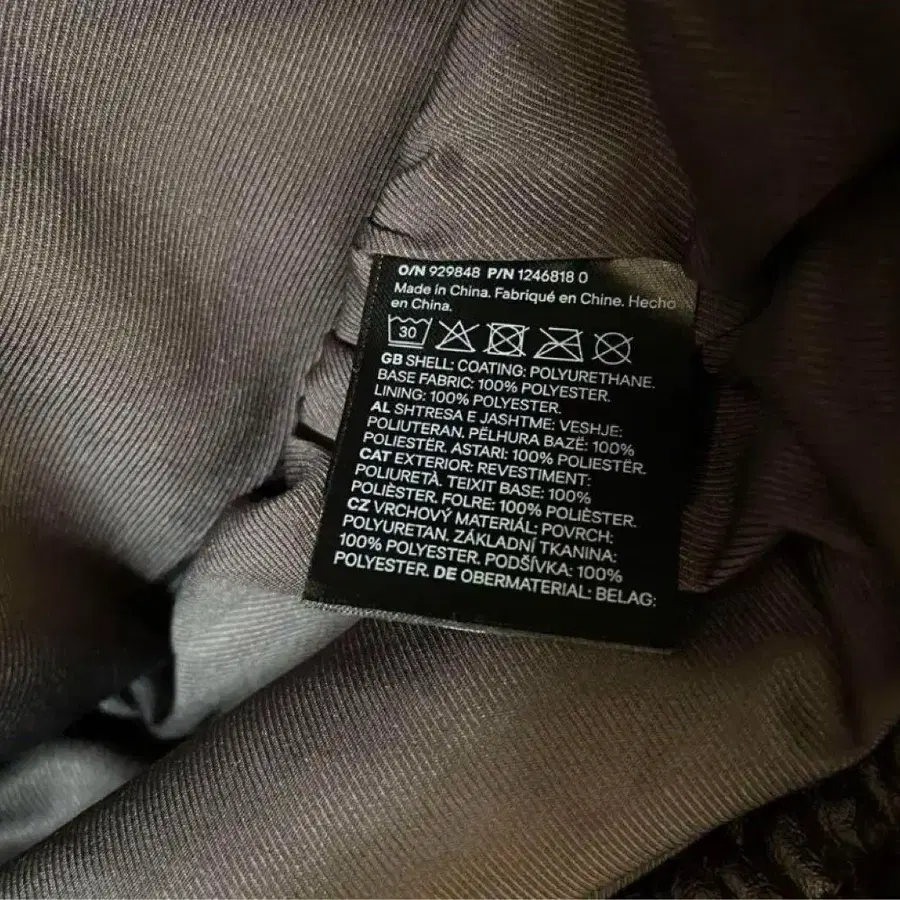 O/N 929848 P/N 1246818 0
Made in China. Fabriqué en Chine. Hecho
en China.
30
GB SHELL: COATING: POLYURETHANE.
BASE FABRIC: 100% POLYESTER.
LINING: 100% POLYESTER.
AL SHTRESA E JASHTME: VESHJE:
POLIUTERAN. PËLHURA BAZË: 100%
POLIESTËR. ASTARI: 100% POLIESTËR.
CAT EXTERIOR: REVESTIMENT:
POLIURETÀ. TEIXIT BASE: 100%
POLIÈSTER. FOLRE: 100% POLIÈSTER.
CZ VRCHOVÝ MATERIÁL: POVRCH:
POLYURETAN. ZÁKLADNÍ TKANINA:
100% POLYESTER. PODŠÍVKA: 100%
POLYESTER. DE OBERMATERIAL: BELAG: